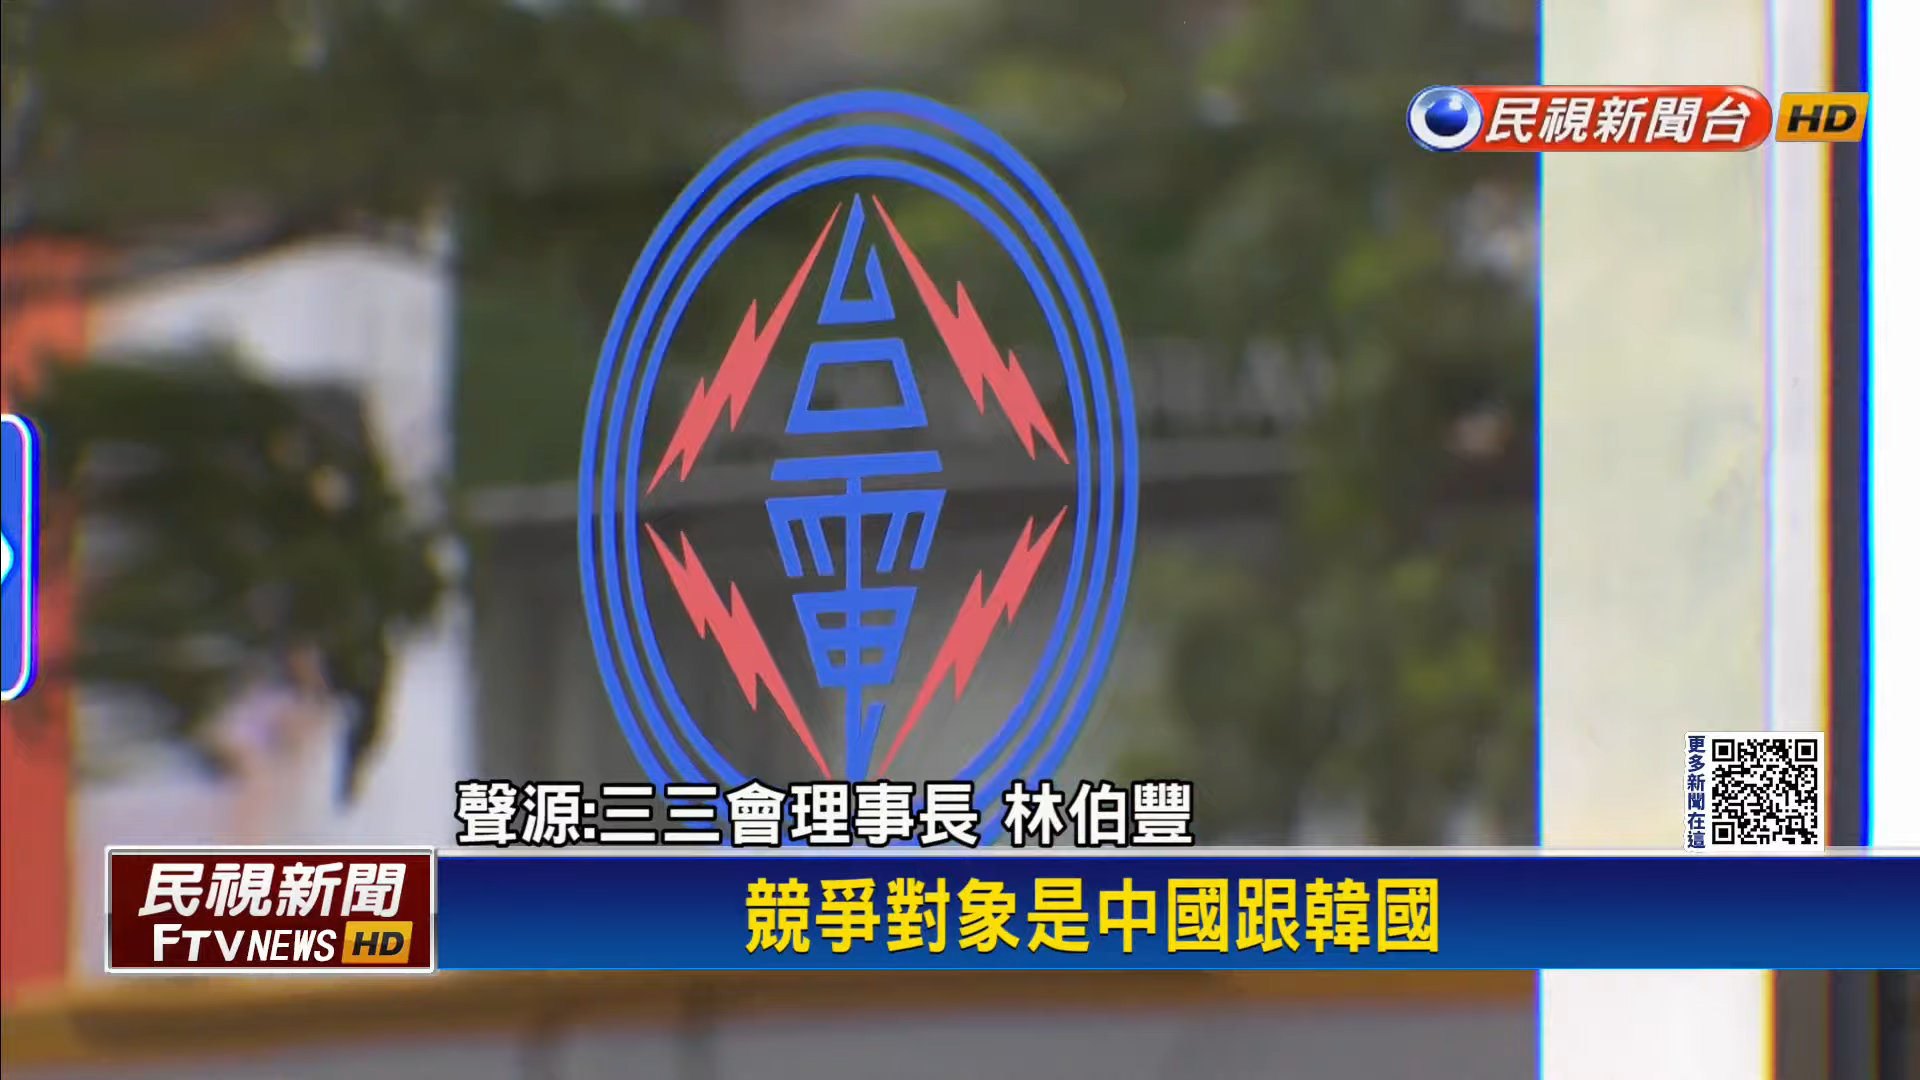 民視新聞台 HD
台電
更多新聞在這
聲源:三三會理事長 林伯豐
民視新聞
FTVNEWS HD
競爭對象是中國跟韓國